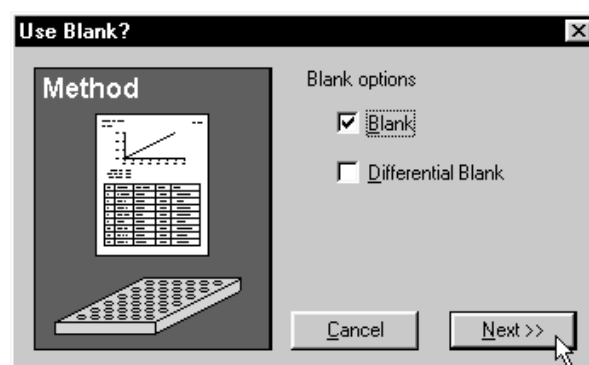 Use Blank?
Method
Blank options
Blank
Differential Blank
Cancel
Next >>